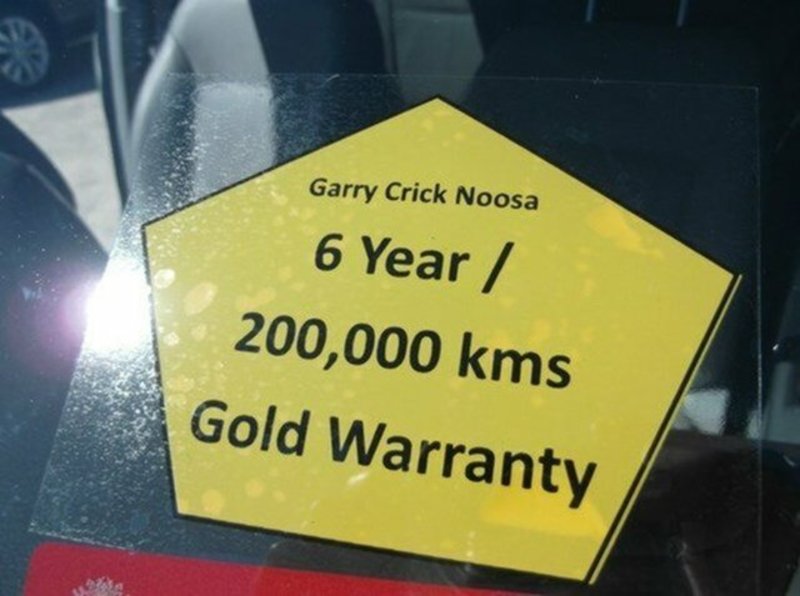 Garry Crick Noosa
6 Year /
200,000 kms
Gold Warranty